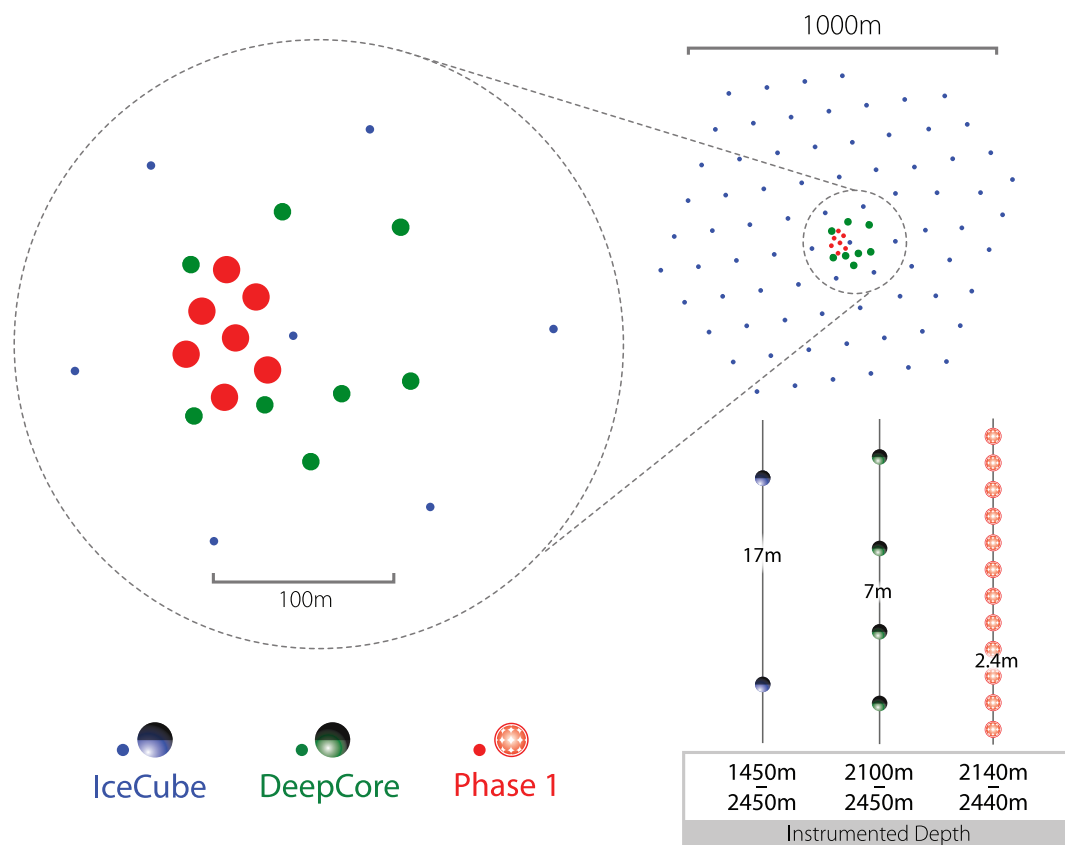 1000m
100m
17m
7m
2.4m
IceCube
DeepCore
Phase 1
1450m 2100m 2140m
– – –
2450m 2450m 2440m
Instrumented Depth